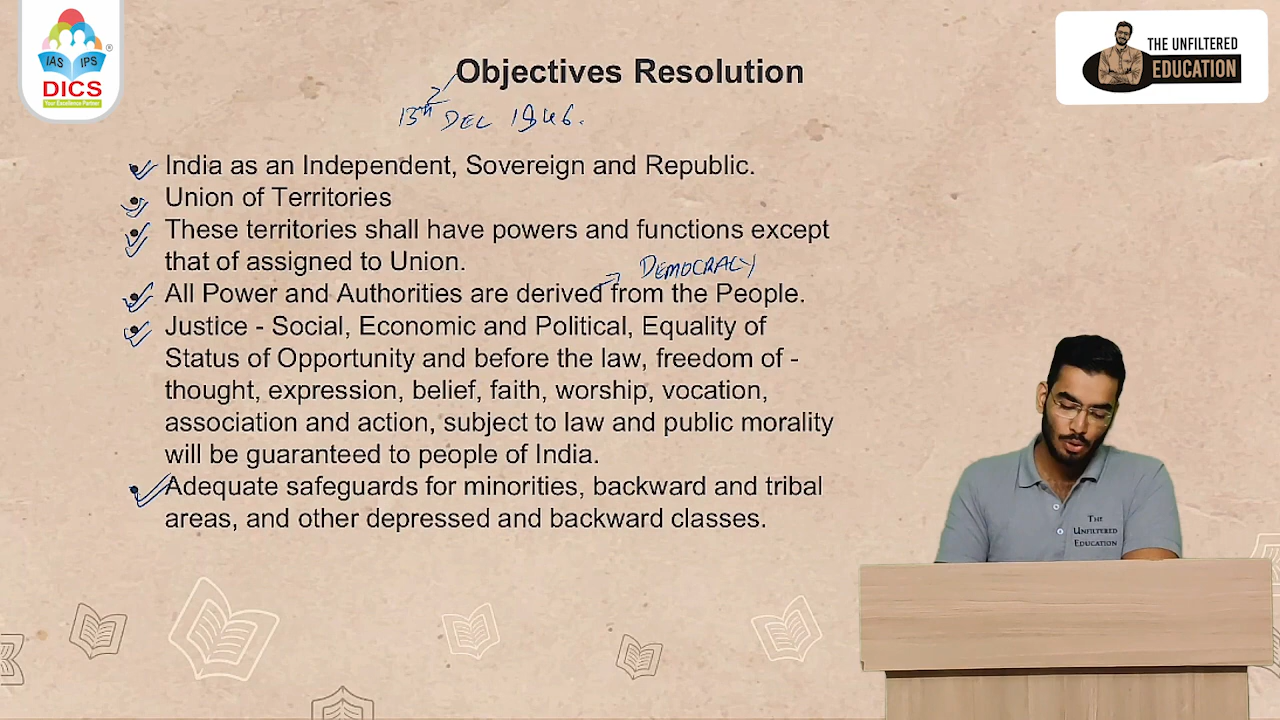 IAS IPS
DICS
Your Excellence Partner
THE UNFILTERED
EDUCATION
Objectives Resolution
13th DEC 1946.
India as an Independent, Sovereign and Republic.
Union of Territories
These territories shall have powers and functions except
that of assigned to Union.
DEMOCRACY
All Power and Authorities are derived from the People.
Justice - Social, Economic and Political, Equality of
Status of Opportunity and before the law, freedom of -
thought, expression, belief, faith, worship, vocation,
association and action, subject to law and public morality
will be guaranteed to people of India.
Adequate safeguards for minorities, backward and tribal
areas, and other depressed and backward classes.
THE
UNFILTERED
EDUCATION